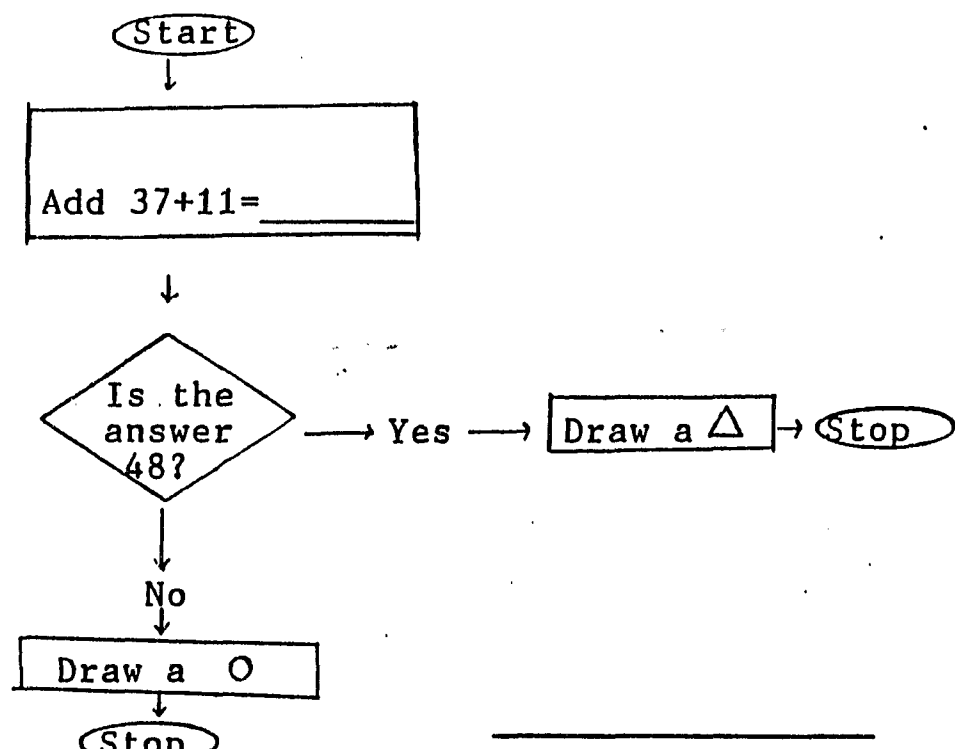 Start
Add 37+11=
Is the
answer
48?
Yes
Draw a
Stop
No
Draw a
Stop